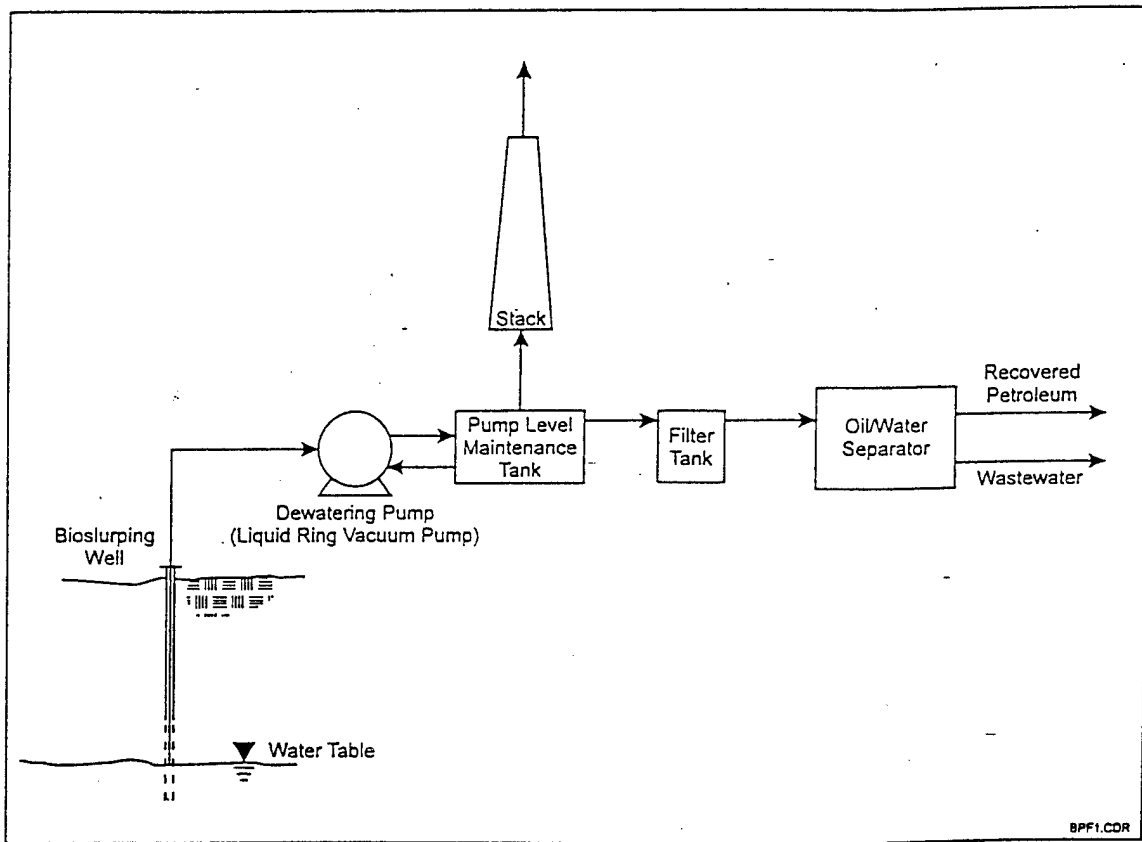 Stack
Recovered
Petroleum
Pump Level
Maintenance
Tank
Filter
Tank
Oil/Water
Separator
Wastewater
Dewatering Pump
(Liquid Ring Vacuum Pump)
Bioslurping
Well
Water Table
BPF1.CDR